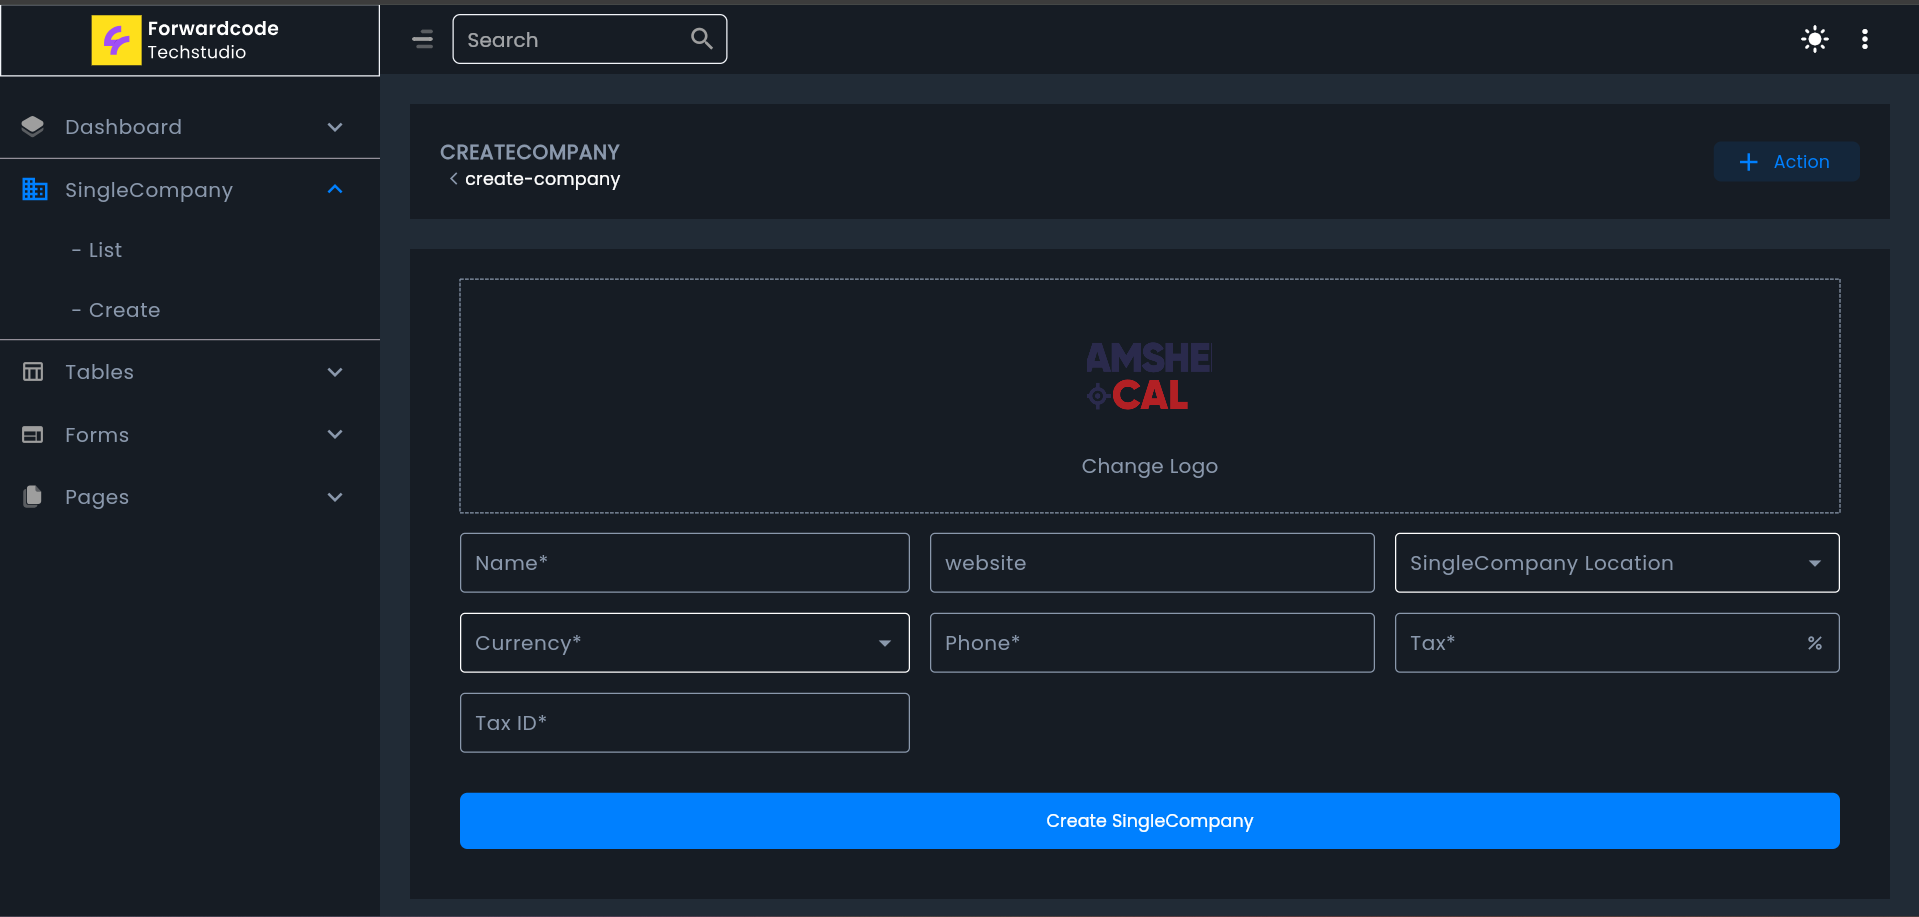 Forwardcode
Techstudio
Search
Dashboard
SingleCompany
- List
- Create
Tables
Forms
Pages
CREATECOMPANY
< create-company
+ Action
AMSHE
CAL
Change Logo
Name*
website
SingleCompany Location
Currency*
Phone*
Tax* %
Tax ID*
Create SingleCompany